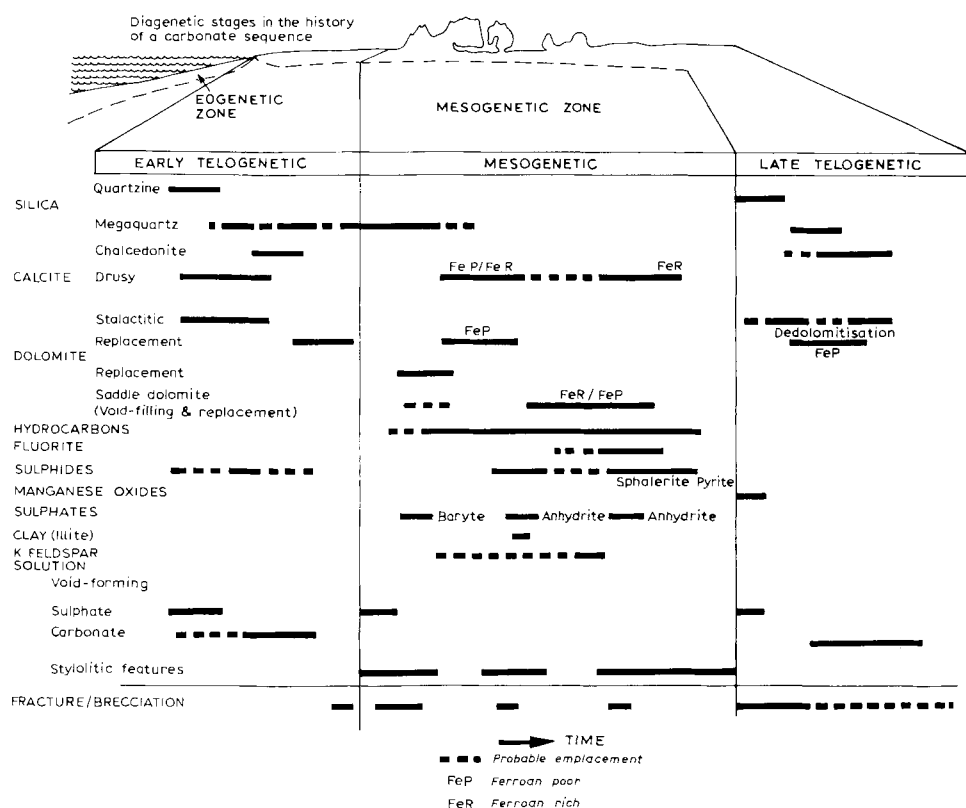 Diagenetic stages in the history
of a carbonate sequence
EOGENETIC
ZONE
MESOGENETIC ZONE
EARLY TELOGENETIC
MESOGENETIC
LATE TELOGENETIC
Quartzine
SILICA
Megaquartz
Chalcedonite
CALCITE Drusy
FeP/FeR
FeR
Stalactitic
Dedolomitisation
Replacement
FeP
FeP
DOLOMITE
Replacement
Saddle dolomite
(Void-filling & replacement)
FeR/FeP
HYDROCARBONS
FLUORITE
SULPHIDES
Sphalerite Pyrite
MANGANESE OXIDES
SULPHATES
Baryte
Anhydrite
Anhydrite
CLAY (Illite)
K FELDSPAR
SOLUTION
Void-forming
Sulphate
Carbonate
Stylolitic features
FRACTURE/BRECCIATION
TIME
Probable emplacement
FeP Ferroan poor
FeR Ferroan rich